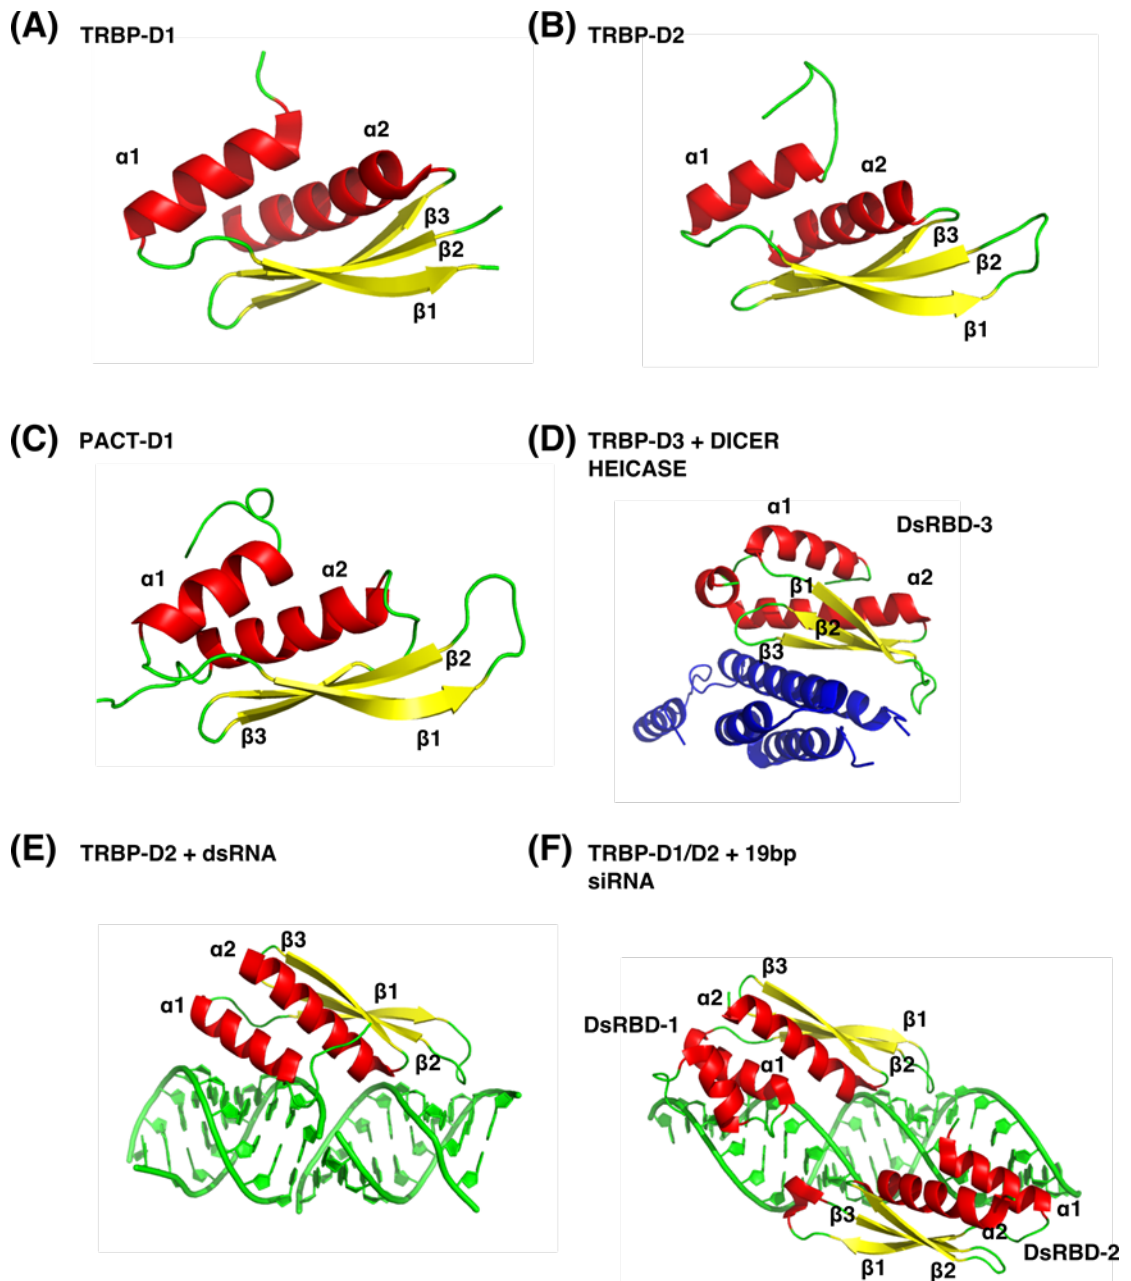 (A) TRBP-D1
α1
α2
β3
β2
β1
(B) TRBP-D2
α1
α2
β3
β2
β1
(C) PACT-D1
α1
α2
β2
β3
β1
(D) TRBP-D3 + DICER
HEICASE
α1
DsRBD-3
β1
α2
β2
β3
(E) TRBP-D2 + dsRNA
β3
α2
α1
β1
β2
(F) TRBP-D1/D2 + 19bp
siRNA
β3
α2
DsRBD-1
β1
α1
β2
β3
α1
α2
DsRBD-2
β1
β2